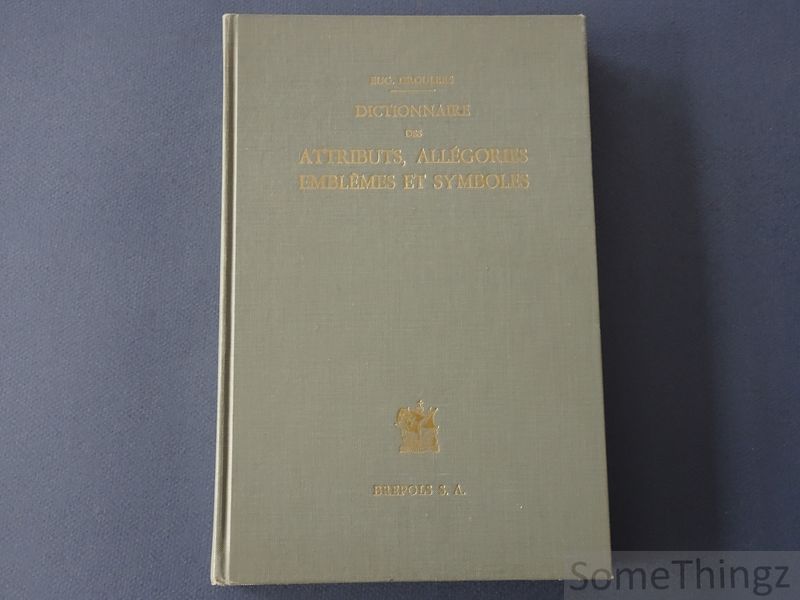 EUG. DROULERS
DICTIONNAIRE
DES
ATTRIBUTS, ALLÉGORIES
EMBLÈMES ET SYMBOLES
BREPOLS S. A.
SomeThingz